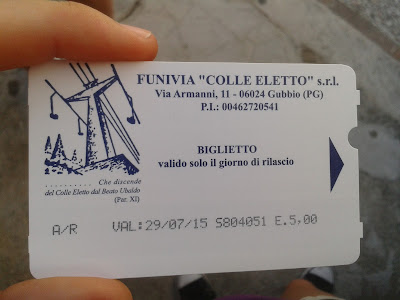 FUNIVIA "COLLE ELETTO" s.r.l.
Via Armanni, 11 - 06024 Gubbio (PG)
P.I.: 00462720541
BIGLIETTO
valido solo il giorno di rilascio
.......... Che discende
del Colle Eletto dal Beato Ubaldo
(Par. XI)
A/R VAL:29/07/15 S804051 E.5,00